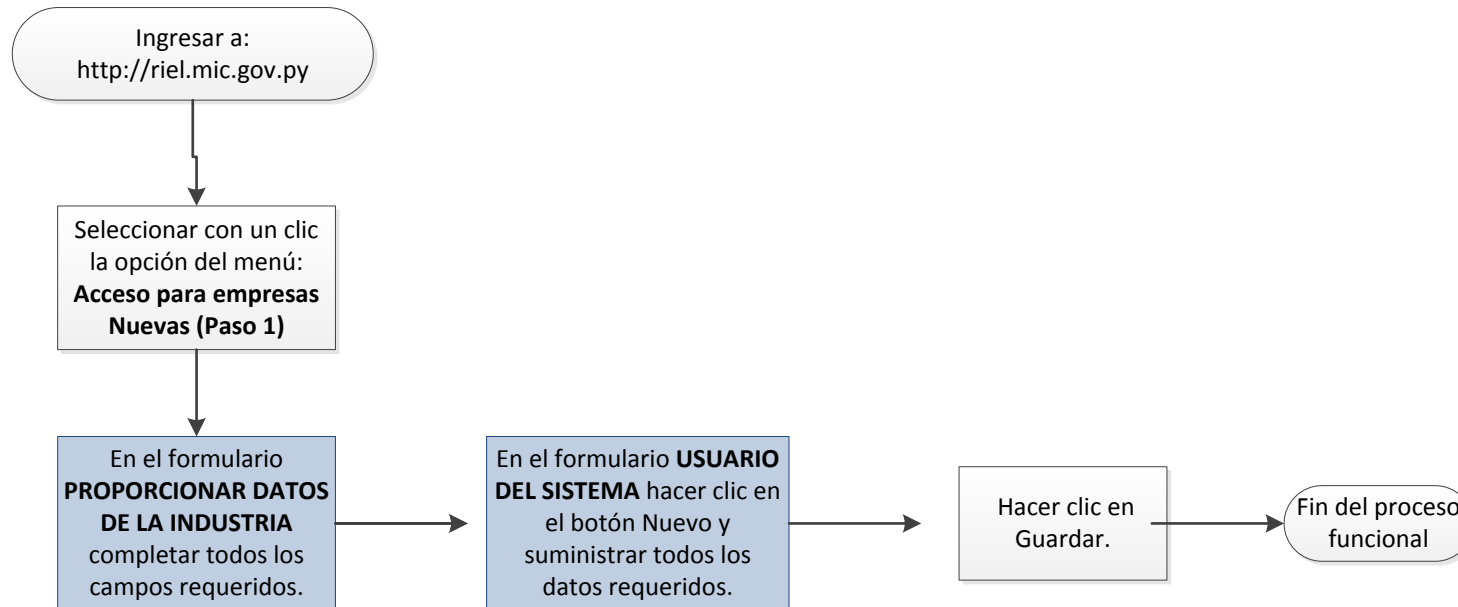 Ingresar a:
http://riel.mic.gov.py
Seleccionar con un clic
la opción del menú:
Acceso para empresas
Nuevas (Paso 1)
En el formulario
PROPORCIONAR DATOS
DE LA INDUSTRIA
completar todos los
campos requeridos.
En el formulario USUARIO
DEL SISTEMA hacer clic en
el botón Nuevo y
suministrar todos los
datos requeridos.
Hacer clic en
Guardar.
Fin del proceso
funcional